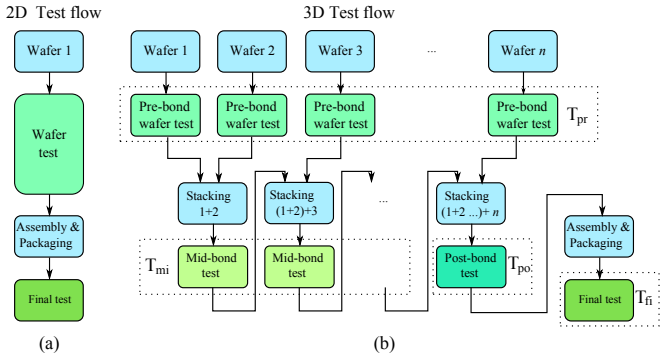 2D Test flow
3D Test flow
Wafer 1
Wafer
test
Assembly &
Packaging
Final test
(a)
Wafer 1
Wafer 2
Wafer 3
...
Wafer n
Pre-bond
wafer test
Pre-bond
wafer test
Pre-bond
wafer test
Pre-bond
wafer test
Tpr
Stacking
1+2
Stacking
(1+2)+3
...
Stacking
(1+2 ...)+ n
Assembly &
Packaging
Tmi
Mid-bond
test
Mid-bond
test
Post-bond
test
Tpo
Final test
Tfi
(b)